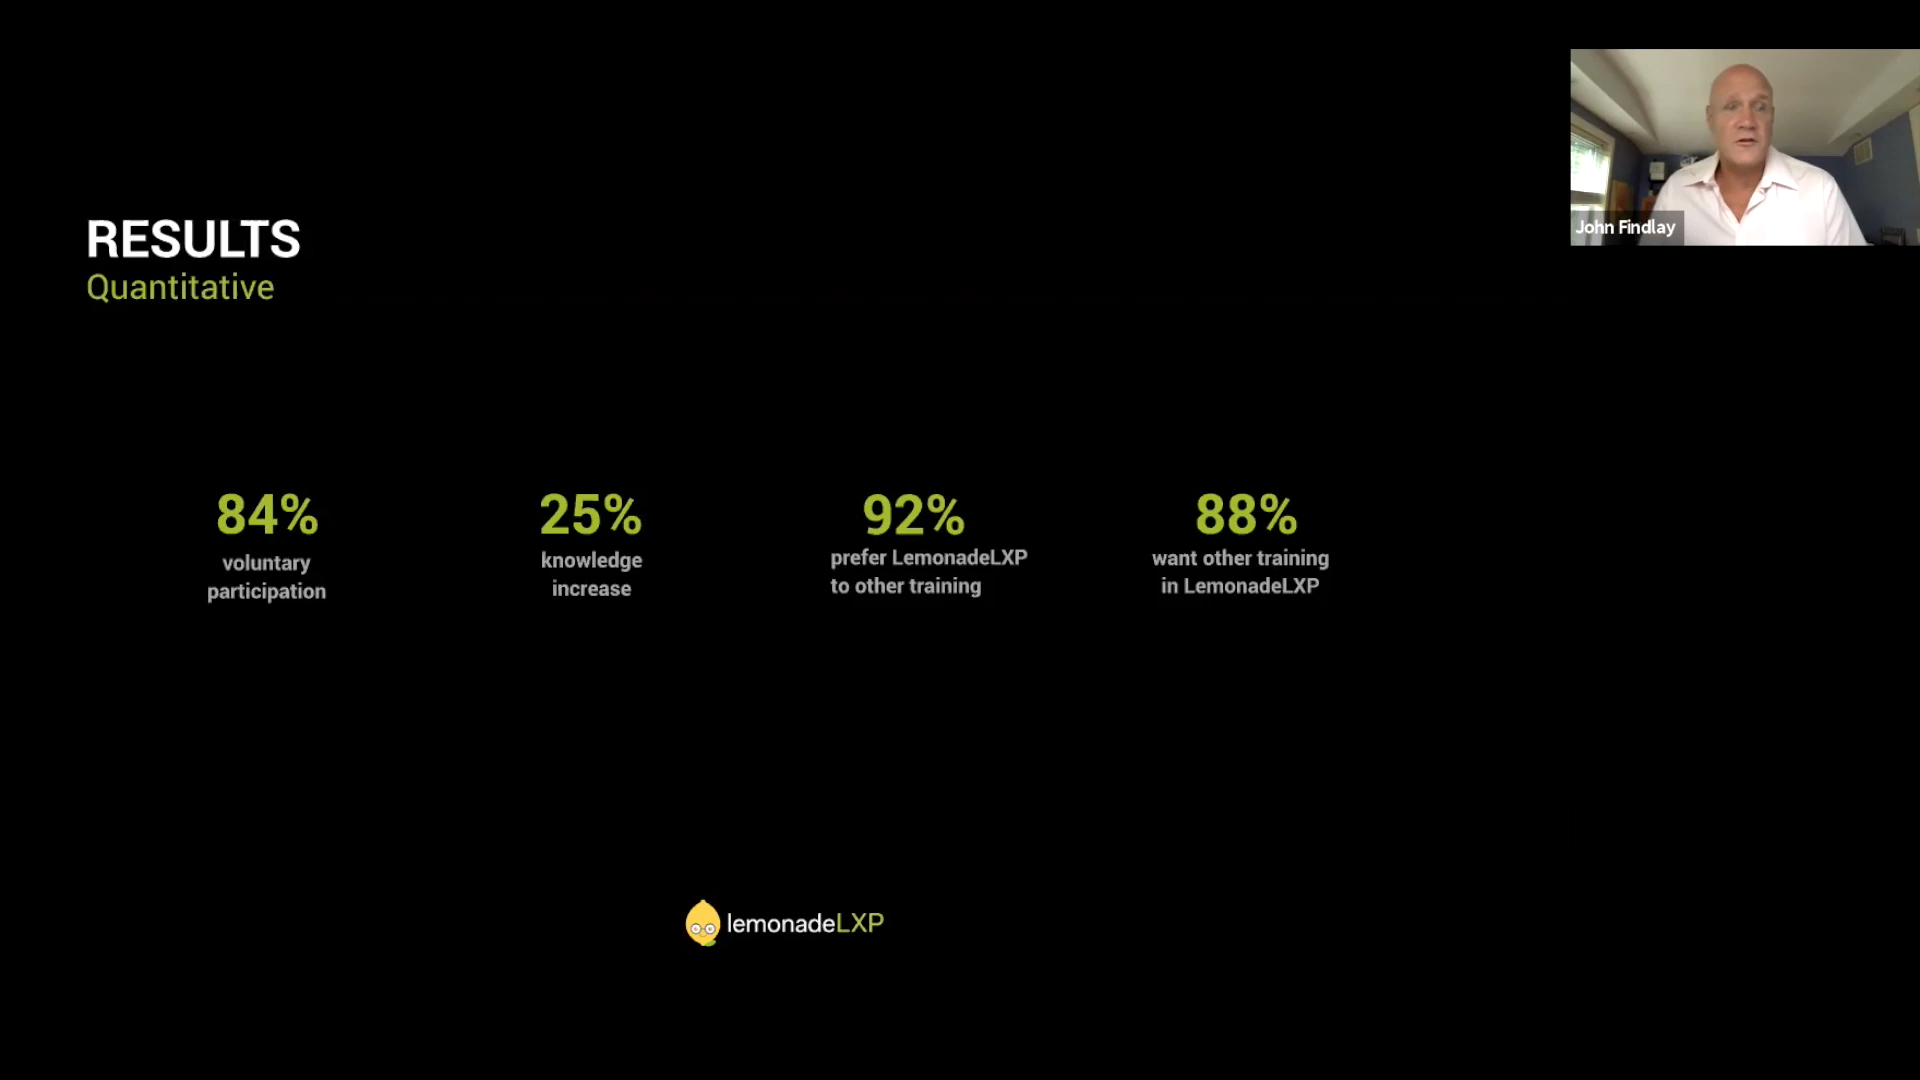 John Findlay
RESULTS
Quantitative
84%
voluntary
participation
25%
knowledge
increase
92%
prefer LemonadeLXP
to other training
88%
want other training
in LemonadeLXP
lemonadeLXP